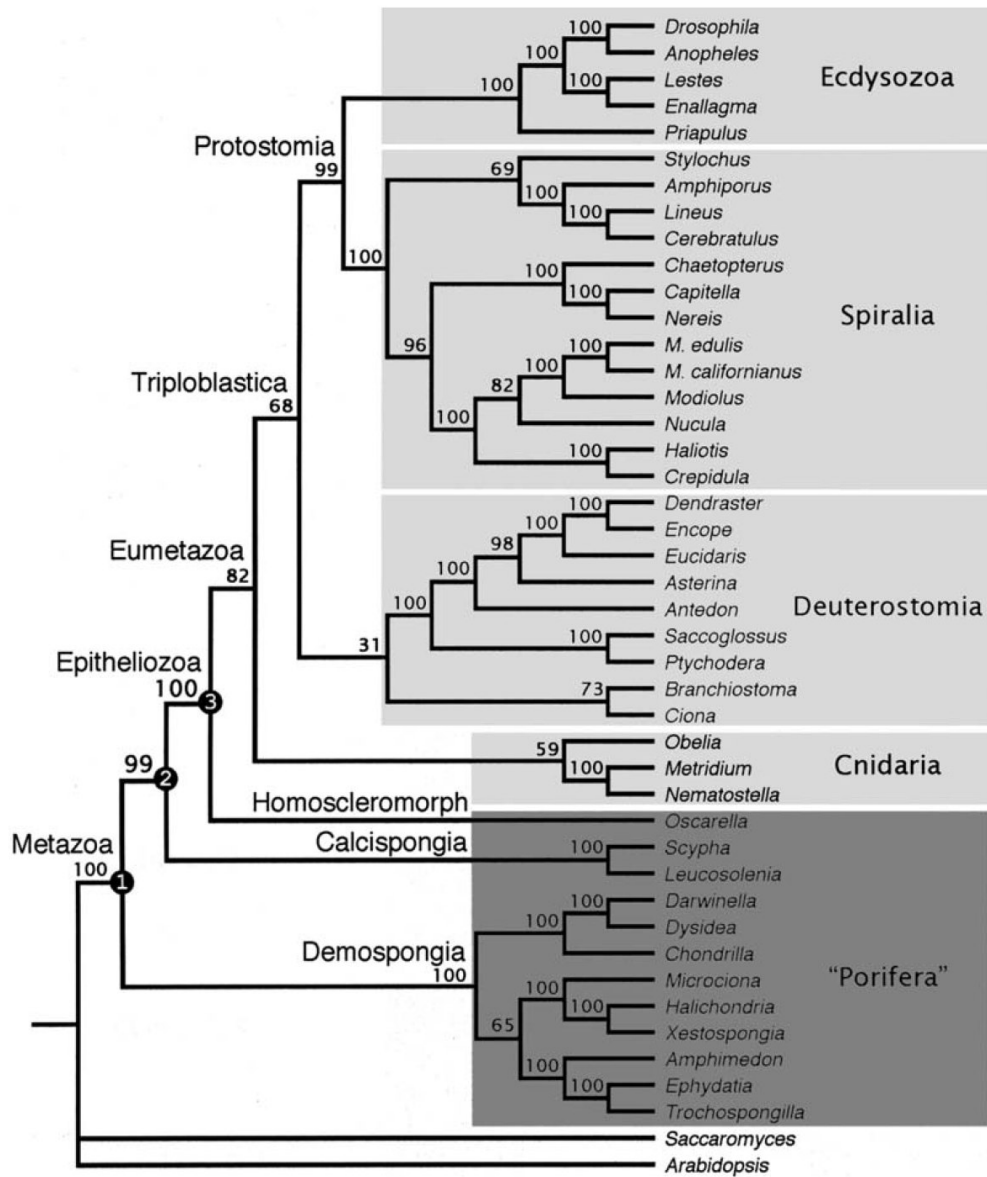 Drosophila
100
Anopheles
100
Lestes
100
Enallagma
100
Priapulus
Ecdysozoa
Protostomia
99
Stylochus
69
Amphiporus
100
Lineus
100
Cerebratulus
100
Chaetopterus
100
Capitella
100
Nereis
Spiralia
96
M. edulis
100
M. californianus
100
Modiolus
82
Nucula
100
Haliotis
100
Crepidula
Triploblastica
68
Dendraster
100
Encope
100
Eucidaris
98
Asterina
100
Antedon
100
Saccoglossus
100
Ptychodera
31
Branchiostoma
73
Ciona
Deuterostomia
Eumetazoa
82
Obelia
59
Metridium
100
Nematostella
Cnidaria
Epitheliozoa
100
3
Homoscleromorph
Oscarella
99
2
Calcispongia
100
Scypha
Leucosolenia
Metazoa
100
1
Demospongia
100
Darwinella
100
Dysidea
100
Chondrilla
“Porifera”
Microciona
100
Halichondria
100
Xestospongia
65
Amphimedon
100
Ephydatia
100
Trochospongilla
Saccaromyces
Arabidopsis